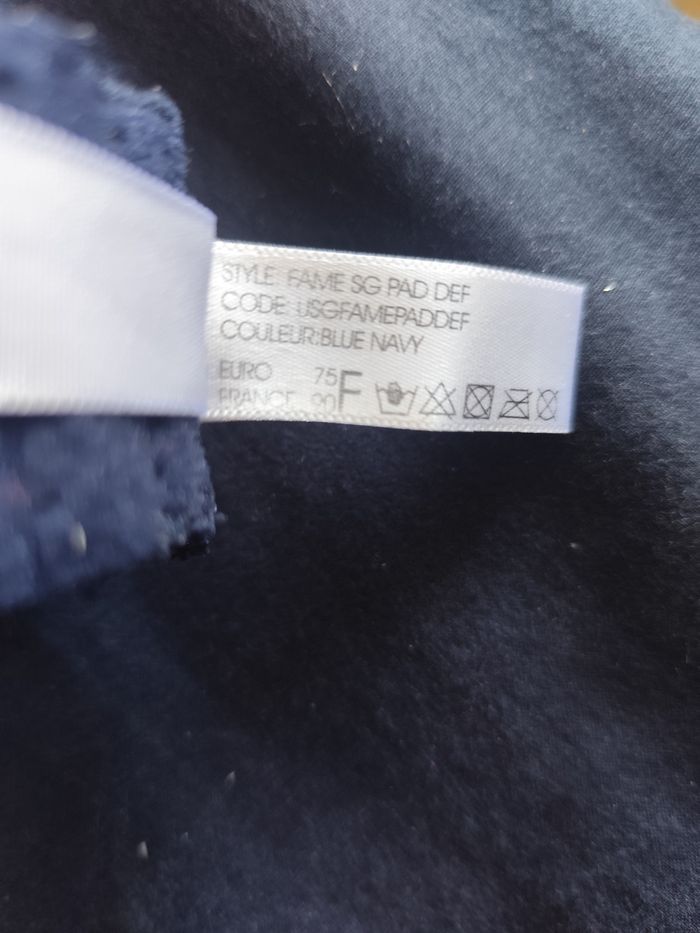 STYLE FAME SG PAD DEF
CODE: USGFAMEPADDEF
COULEUR:BLUE NAVY
EURO 75 F
FRANCE 90